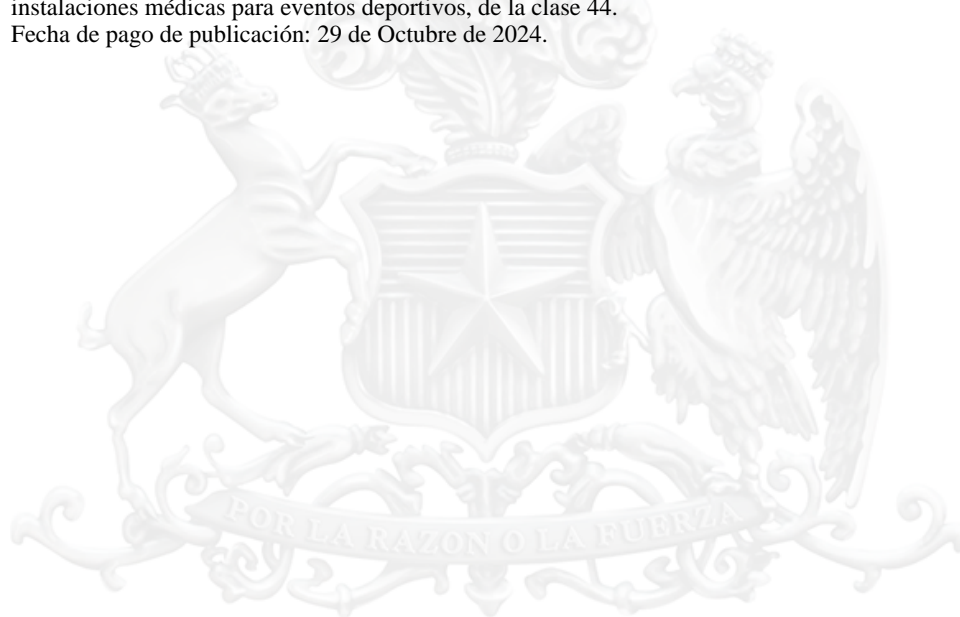 instalaciones médicas para eventos deportivos, de la clase 44.
Fecha de pago de publicación: 29 de Octubre de 2024.
POR LA RAZON O LA FUERZA